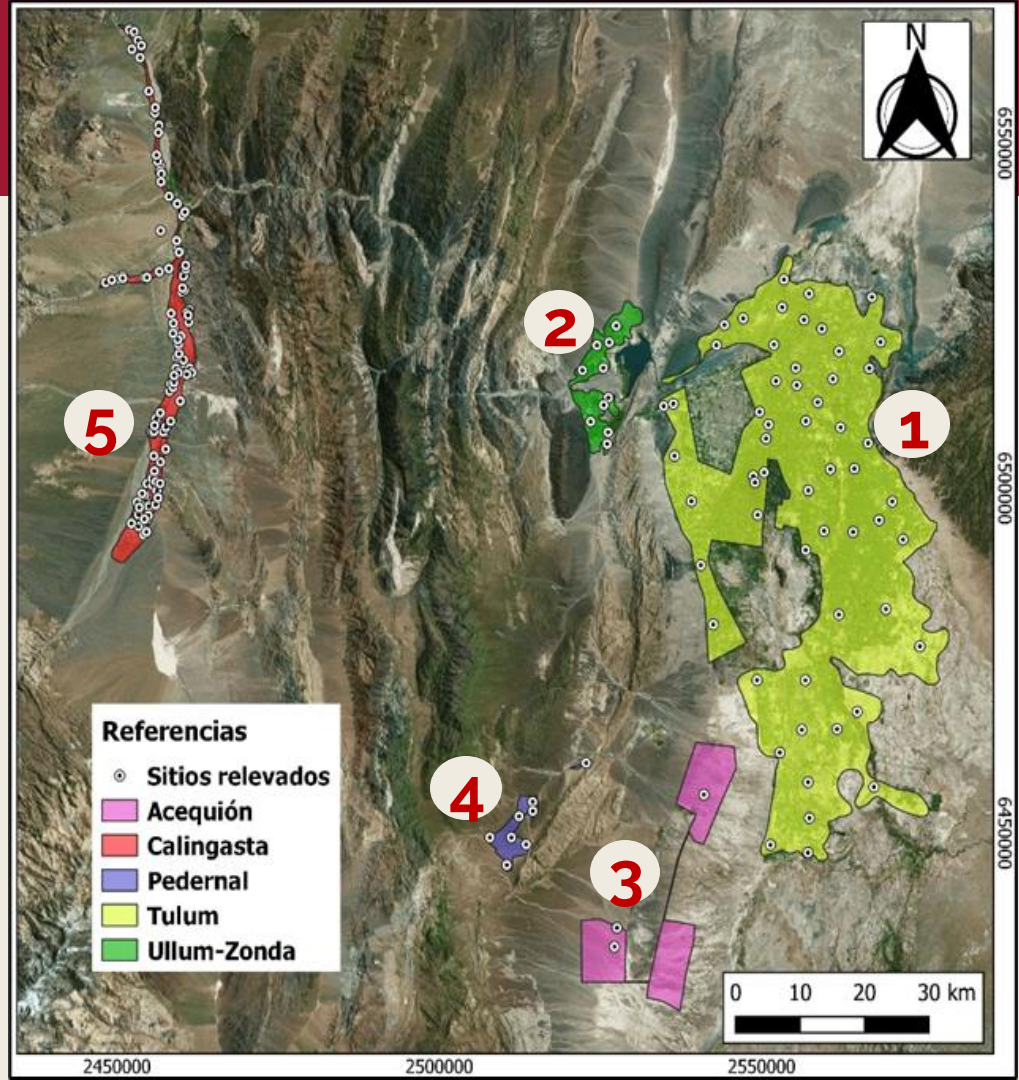 N
6550000
2
5
1
6500000
Referencias
Sitios relevados
Acequión
Calingasta
Pedernal
Tulum
Ullum-Zonda
4
3
6450000
0 10 20 30 km
2450000 2500000 2550000